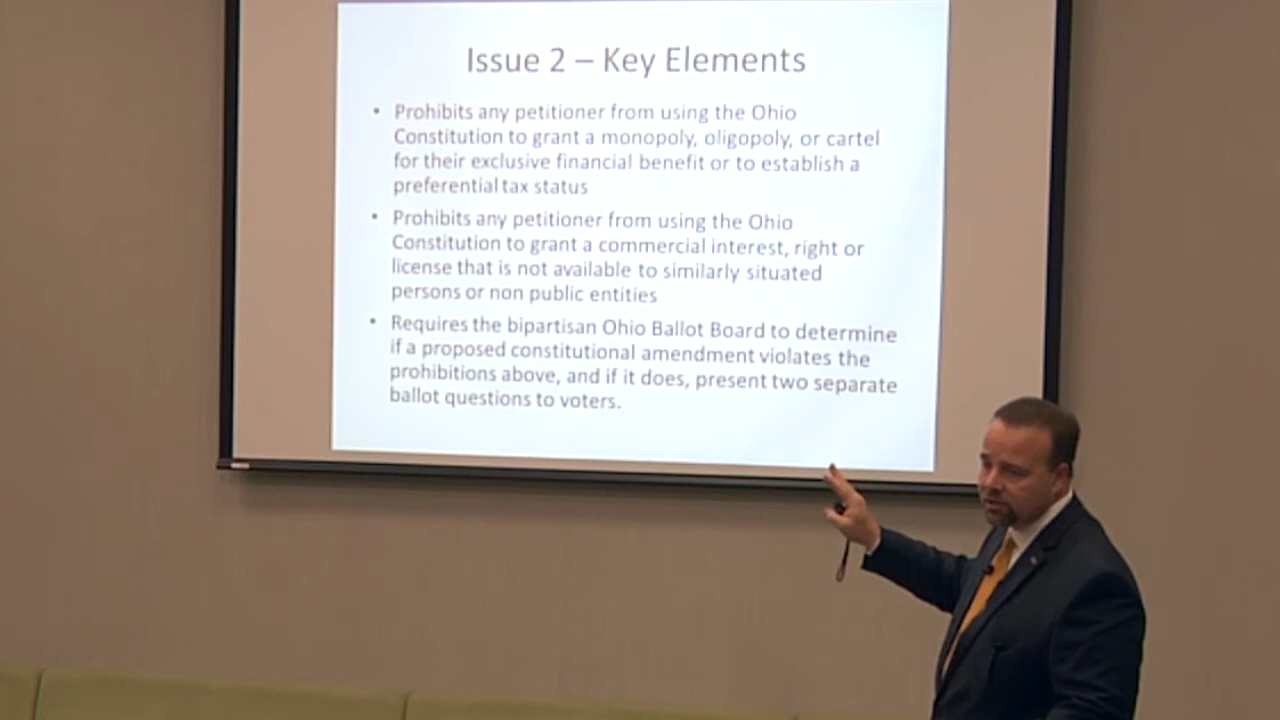 Issue 2 – Key Elements
• Prohibits any petitioner from using the Ohio
Constitution to grant a monopoly, oligopoly, or cartel
for their exclusive financial benefit or to establish a
preferential tax status
• Prohibits any petitioner from using the Ohio
Constitution to grant a commercial interest, right or
license that is not available to similarly situated
persons or non public entities
• Requires the bipartisan Ohio Ballot Board to determine
if a proposed constitutional amendment violates the
prohibitions above, and if it does, present two separate
ballot questions to voters.